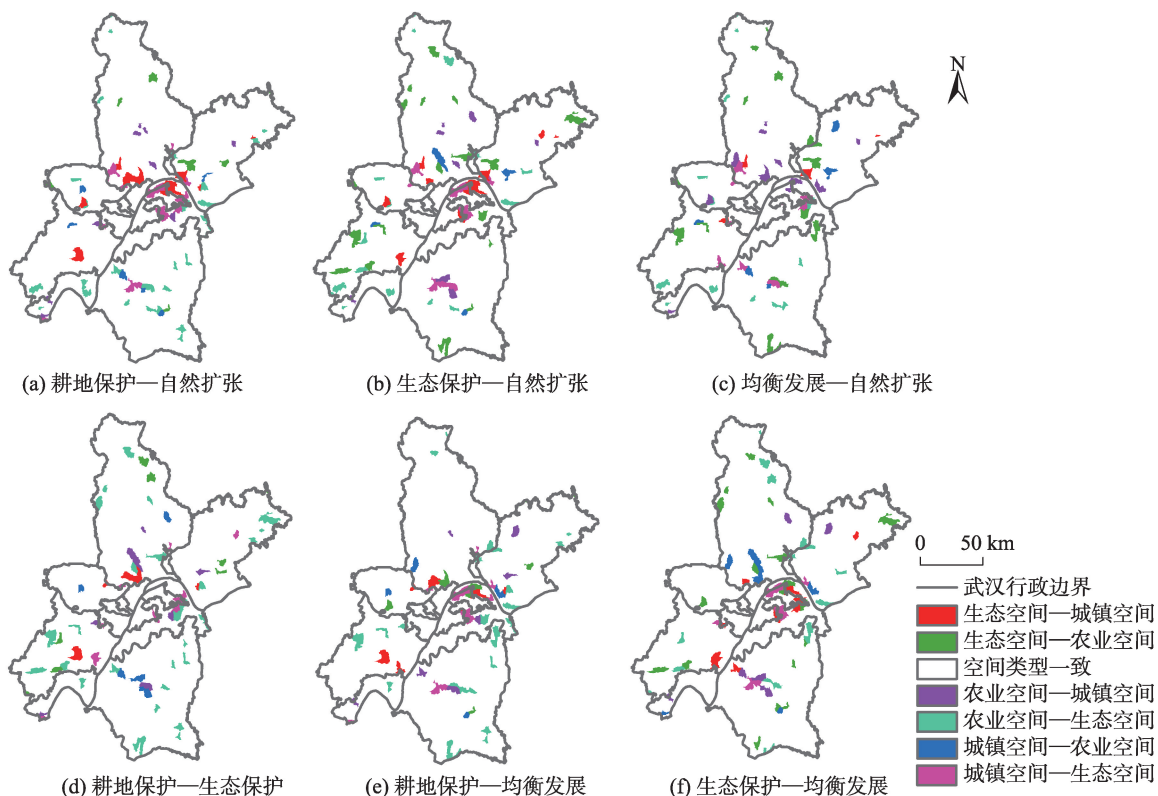 N
(a) 耕地保护—自然扩张
(b) 生态保护—自然扩张
(c) 均衡发展—自然扩张
0 50 km
武汉行政边界
生态空间—城镇空间
生态空间—农业空间
空间类型一致
农业空间—城镇空间
农业空间—生态空间
城镇空间—农业空间
城镇空间—生态空间
(d) 耕地保护—生态保护
(e) 耕地保护—均衡发展
(f) 生态保护—均衡发展